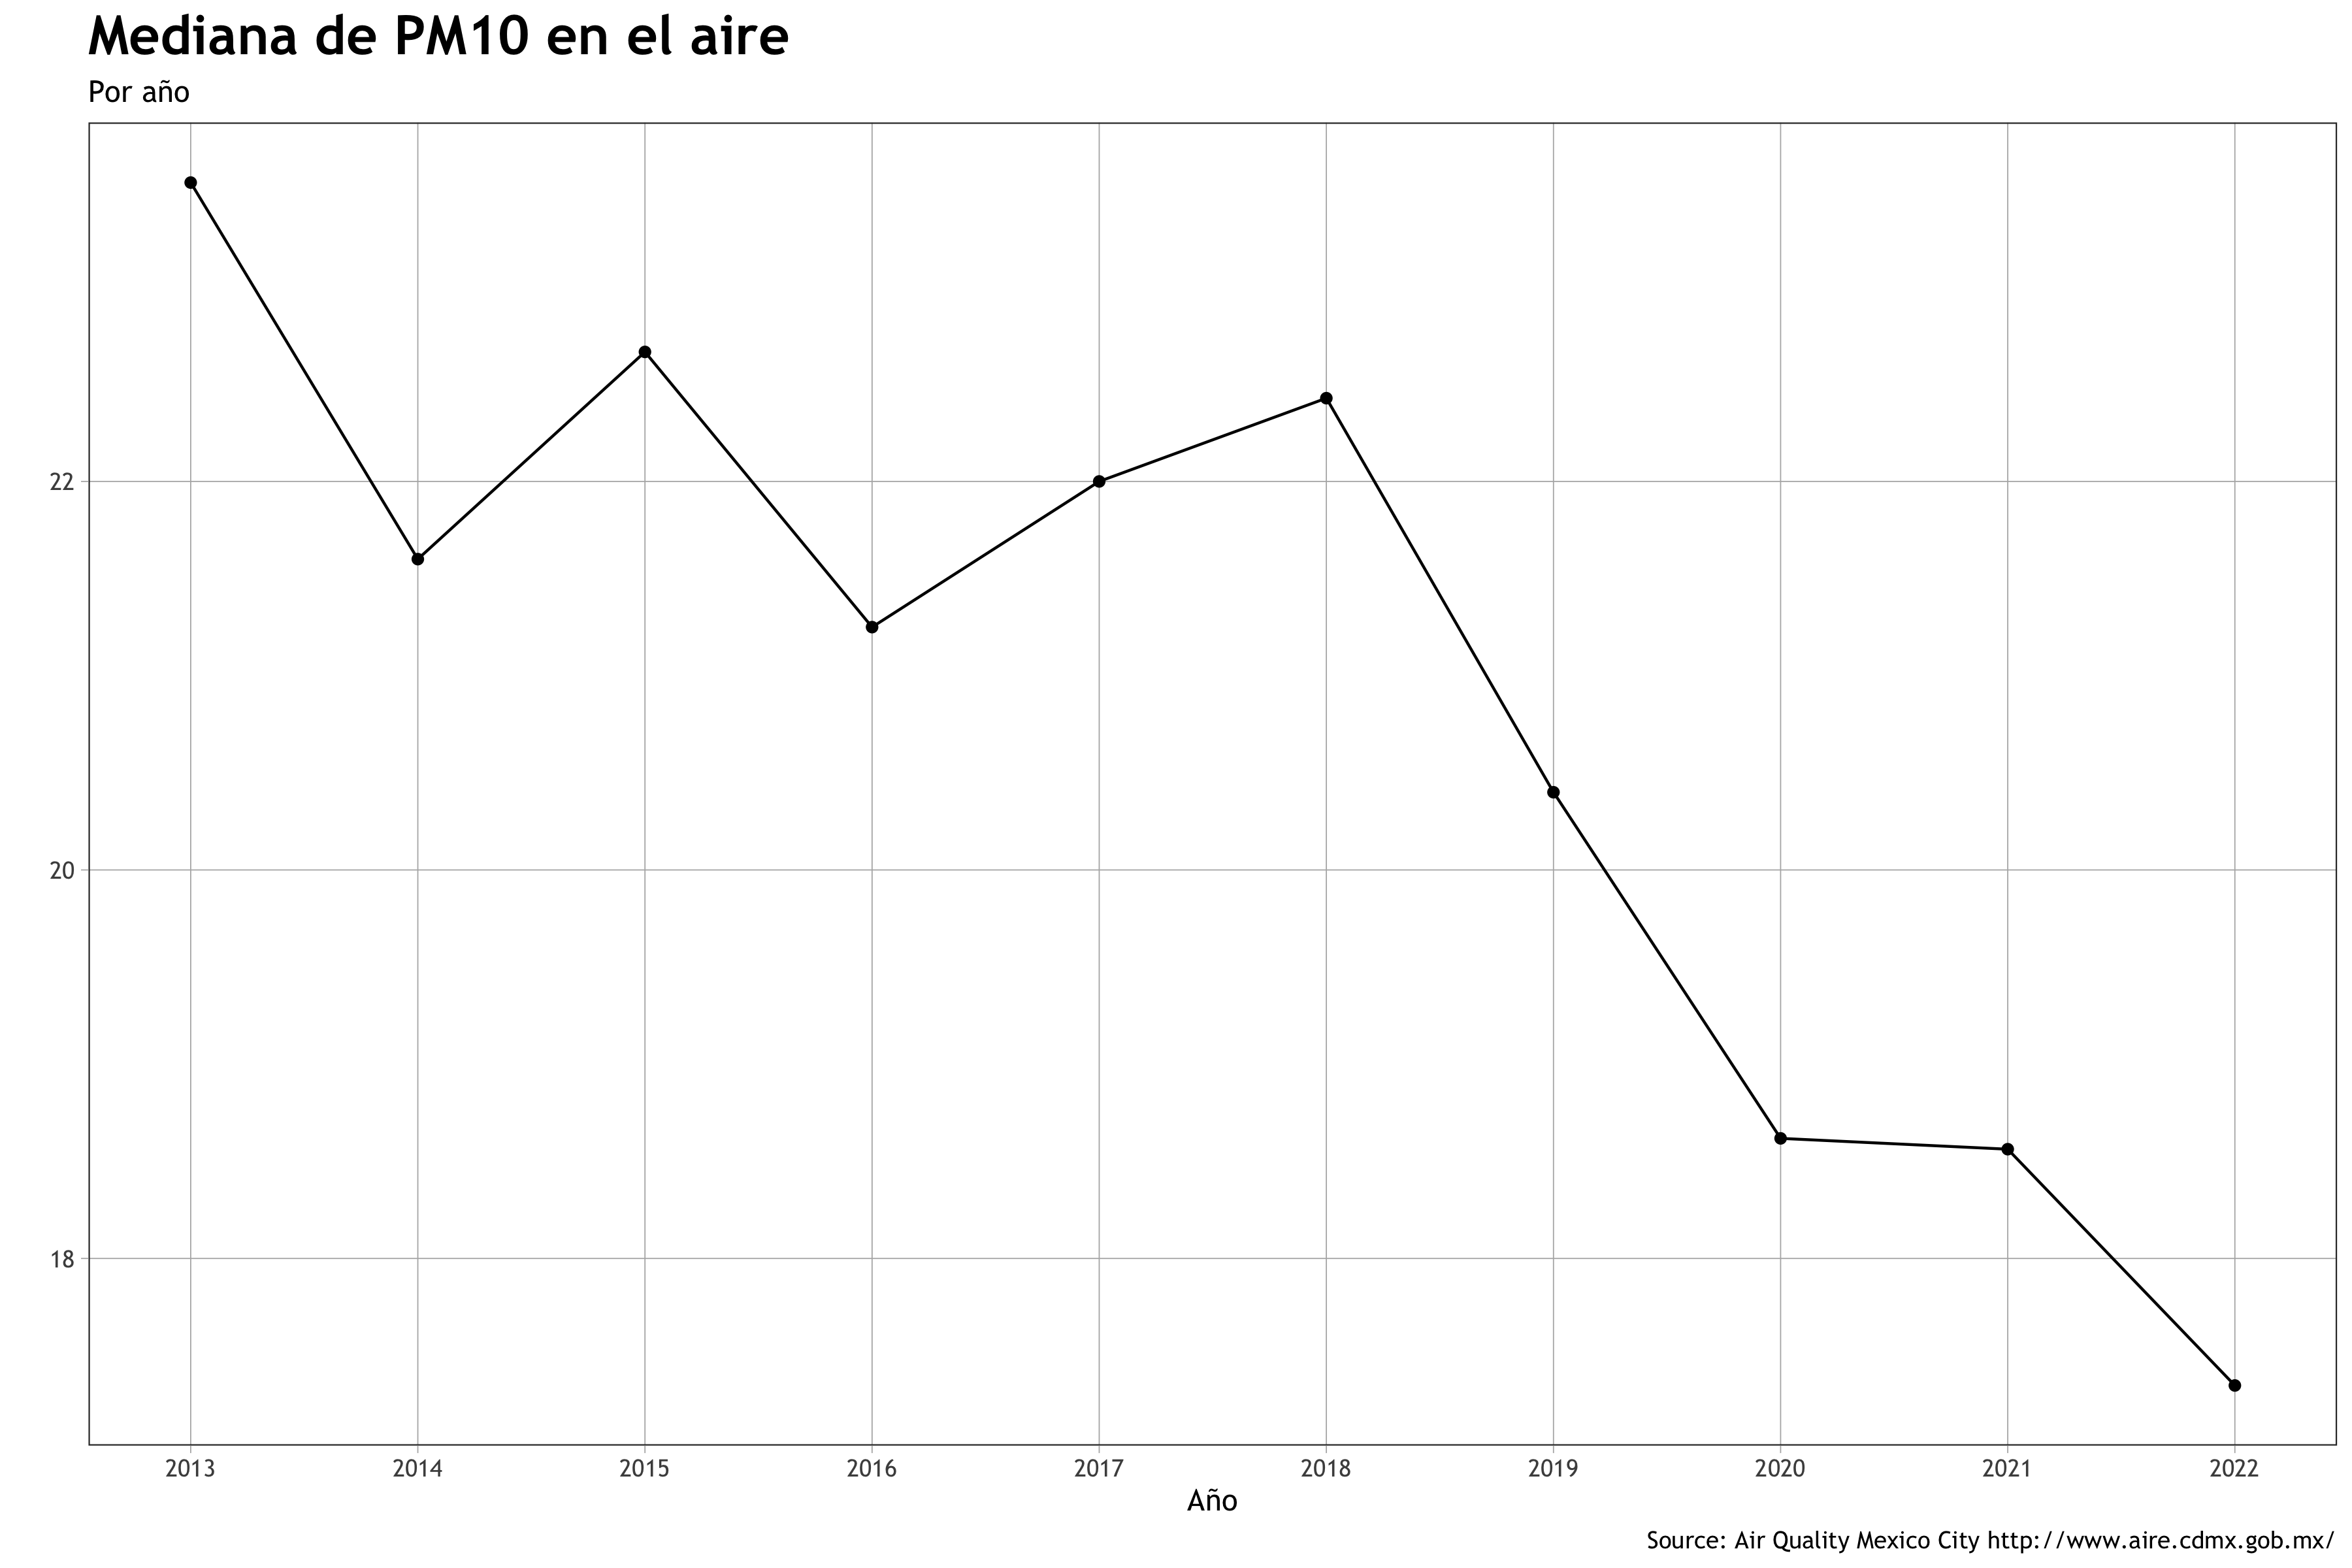 Mediana de PM10 en el aire
Por año
22
20
18
2013 2014 2015 2016 2017 2018 2019 2020 2021 2022
Año
Source: Air Quality Mexico City http://www.aire.cdmx.gob.mx/